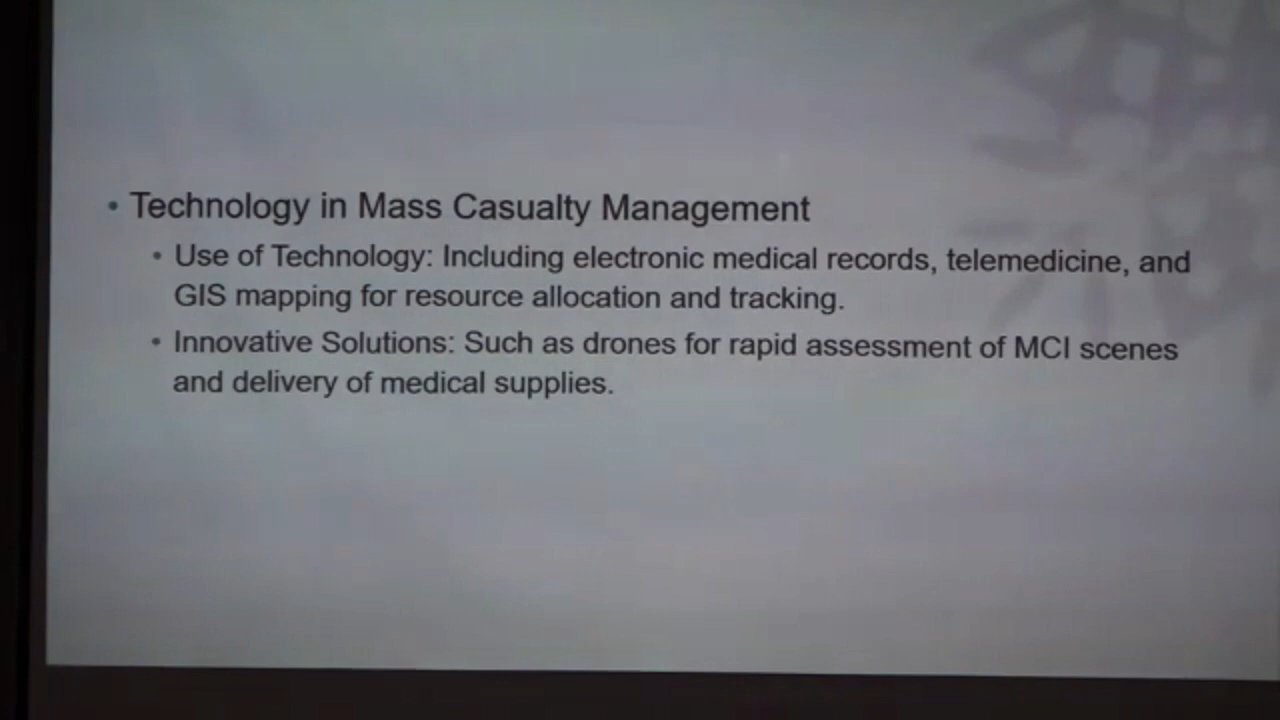 • Technology in Mass Casualty Management
• Use of Technology: Including electronic medical records, telemedicine, and
GIS mapping for resource allocation and tracking.
• Innovative Solutions: Such as drones for rapid assessment of MCI scenes
and delivery of medical supplies.